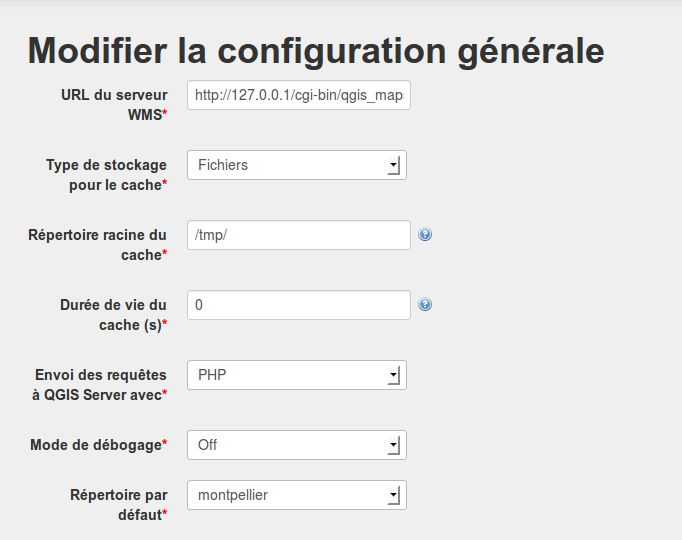 Modifier la configuration générale
URL du serveur
WMS*
http://127.0.0.1/cgi-bin/qgis_map
Type de stockage
pour le cache*
Fichiers
Répertoire racine du
cache*
/tmp/
Durée de vie du
cache (s)*
0
Envoi des requêtes
à QGIS Server avec*
PHP
Mode de débogage*
Off
Répertoire par
défaut*
montpellier